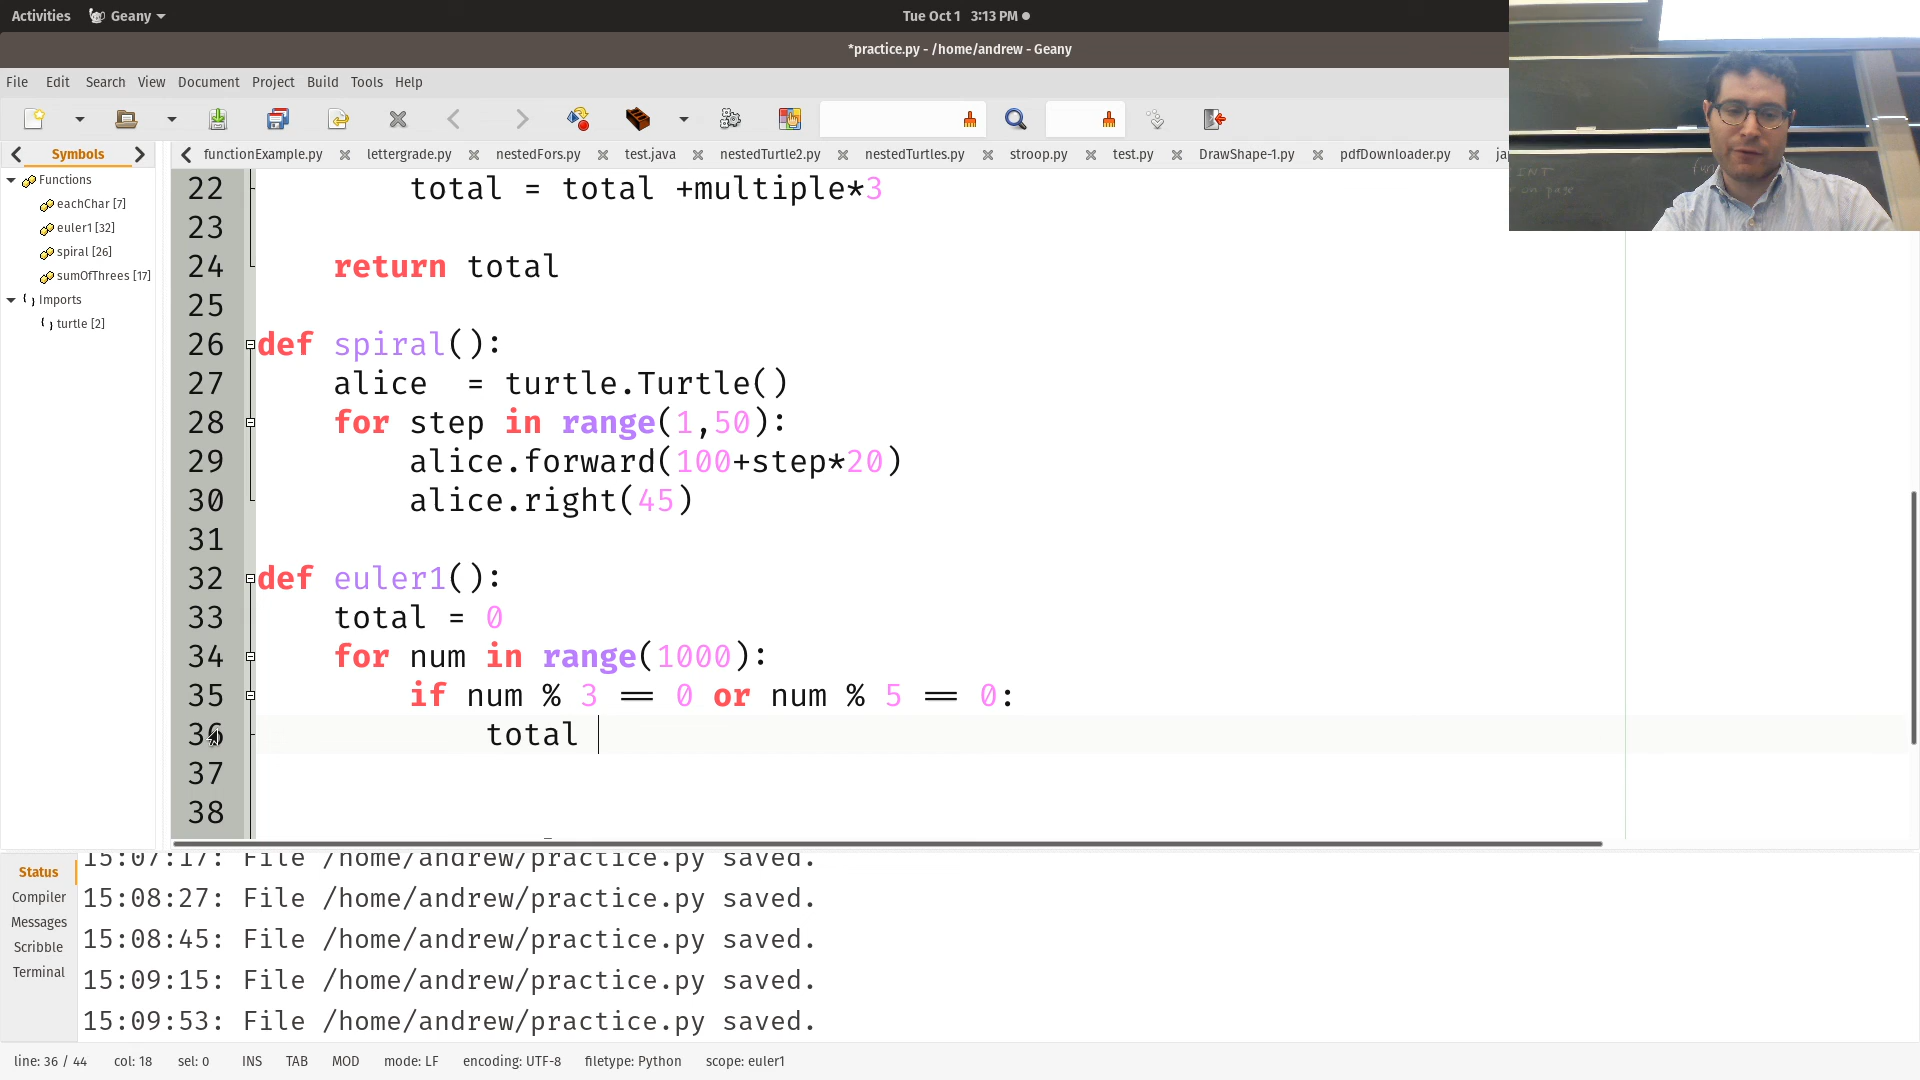 Activities Geany Tue Oct 1 3:13 PM
*practice.py - /home/andrew - Geany
File Edit Search View Document Project Build Tools Help
Symbols functionExample.py lettergrade.py nestedFors.py test.java nestedTurtle2.py nestedTurtles.py stroop.py test.py DrawShape-1.py pdfDownloader.py
Functions
eachChar [7]
euler1 [32]
spiral [26]
sumOfThrees [17]
Imports
turtle [2]
22 total = total +multiple*3
23
24 return total
25
26 def spiral():
27 alice  = turtle.Turtle()
28 for step in range(1,50):
29 alice.forward(100+step*20)
30 alice.right(45)
31
32 def euler1():
33 total = 0
34 for num in range(1000):
35 if num % 3 == 0 or num % 5 == 0:
36 total
37
38
Status
Compiler
Messages
Scribble
Terminal
15:07:17: File /home/andrew/practice.py saved.
15:08:27: File /home/andrew/practice.py saved.
15:08:45: File /home/andrew/practice.py saved.
15:09:15: File /home/andrew/practice.py saved.
15:09:53: File /home/andrew/practice.py saved.
line: 36 / 44 col: 18 sel: 0 INS TAB MOD mode: LF encoding: UTF-8 filetype: Python scope: euler1